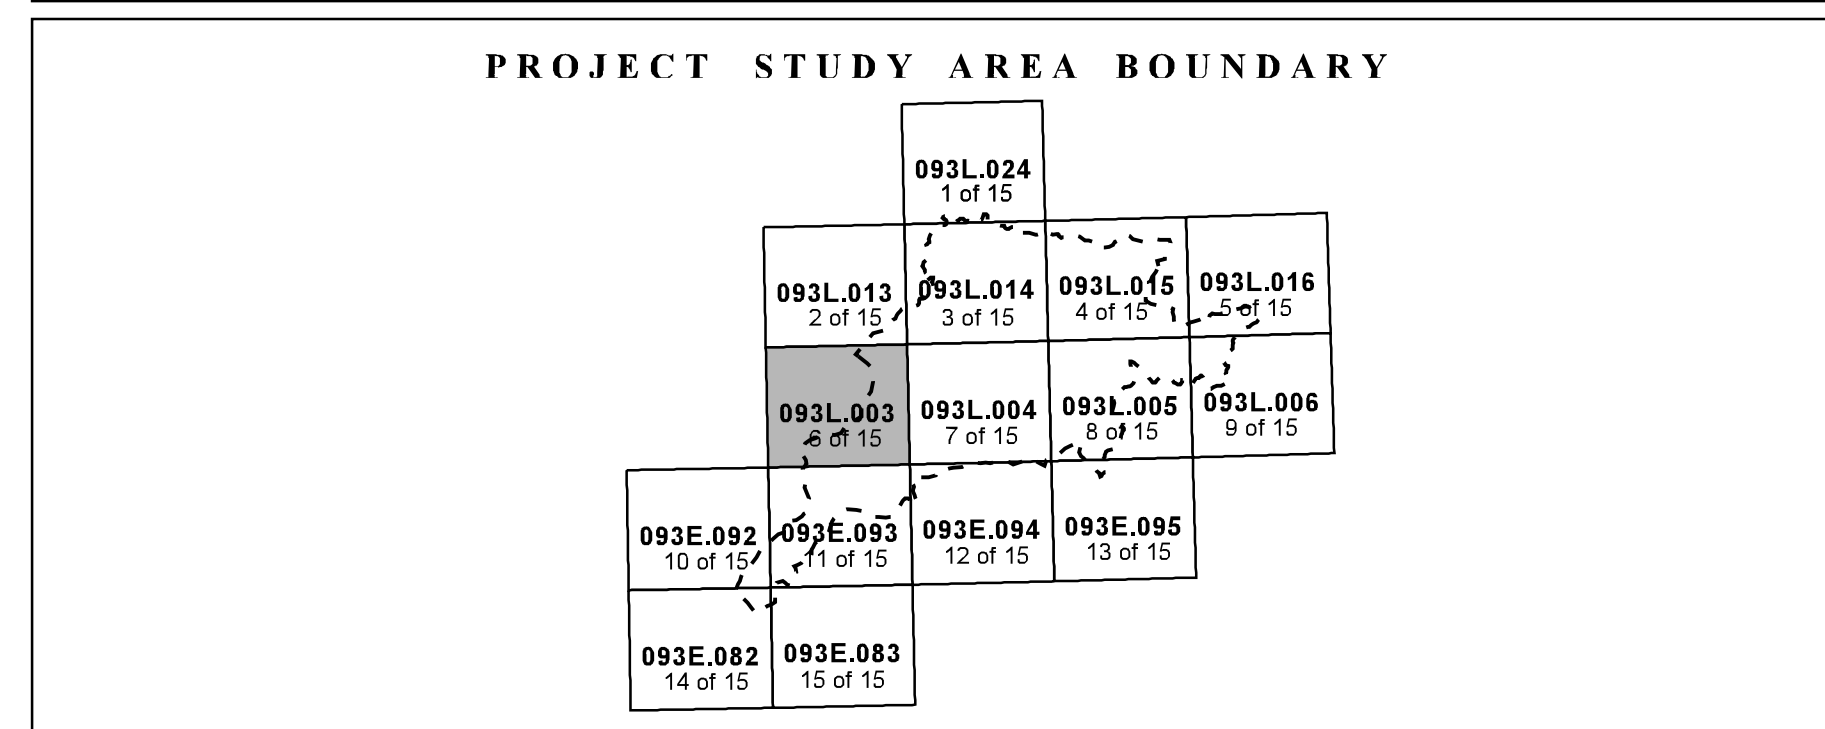 PROJECT STUDY AREA BOUNDARY
093L.024
1 of 15
093L.013
2 of 15
093L.014
3 of 15
093L.015
4 of 15
093L.016
5 of 15
093L.003
6 of 15
093L.004
7 of 15
093L.005
8 of 15
093L.006
9 of 15
093E.092
10 of 15
093E.093
11 of 15
093E.094
12 of 15
093E.095
13 of 15
093E.082
14 of 15
093E.083
15 of 15